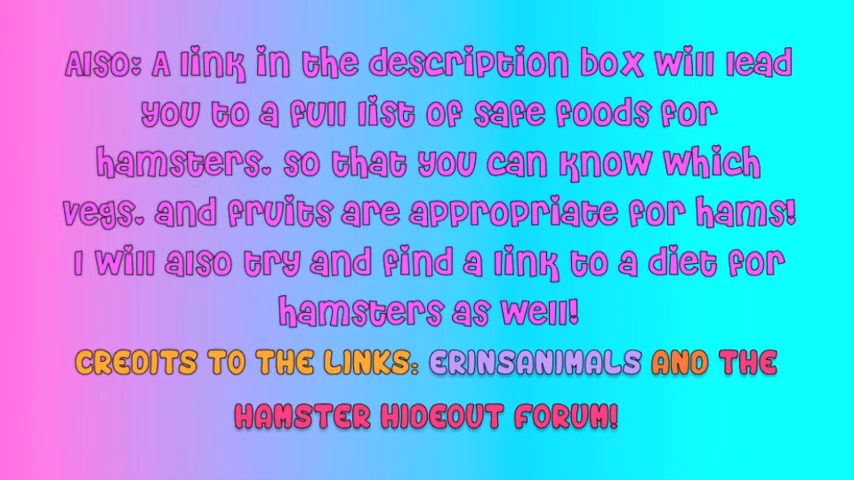 Also: A link in the description box will lead
you to a full list of safe foods for
hamsters. so that you can know which
vegs. and fruits are appropriate for hams!
I will also try and find a link to a diet for
hamsters as well!
CREDITS TO THE LINKS: ERINSANIMALS AND THE
HAMSTER HIDEOUT FORUM!